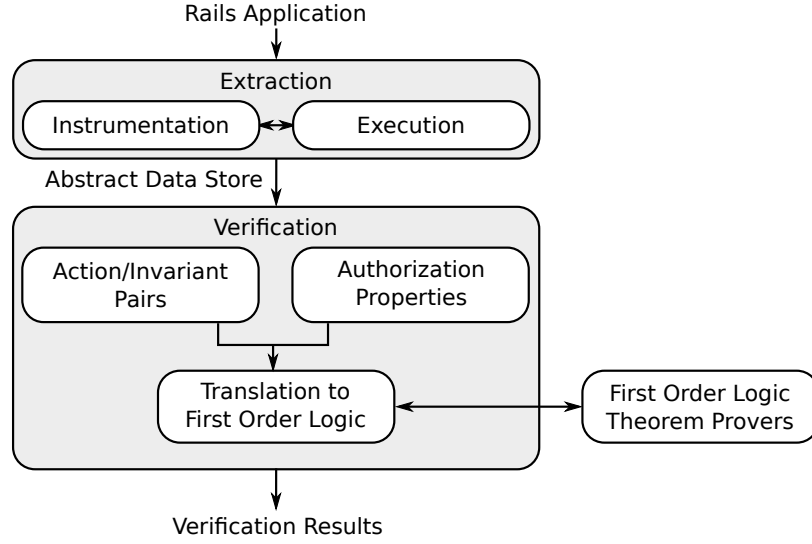 Rails Application
Extraction
Instrumentation
Execution
Abstract Data Store
Verification
Action/Invariant
Pairs
Authorization
Properties
Translation to
First Order Logic
First Order Logic
Theorem Provers
Verification Results